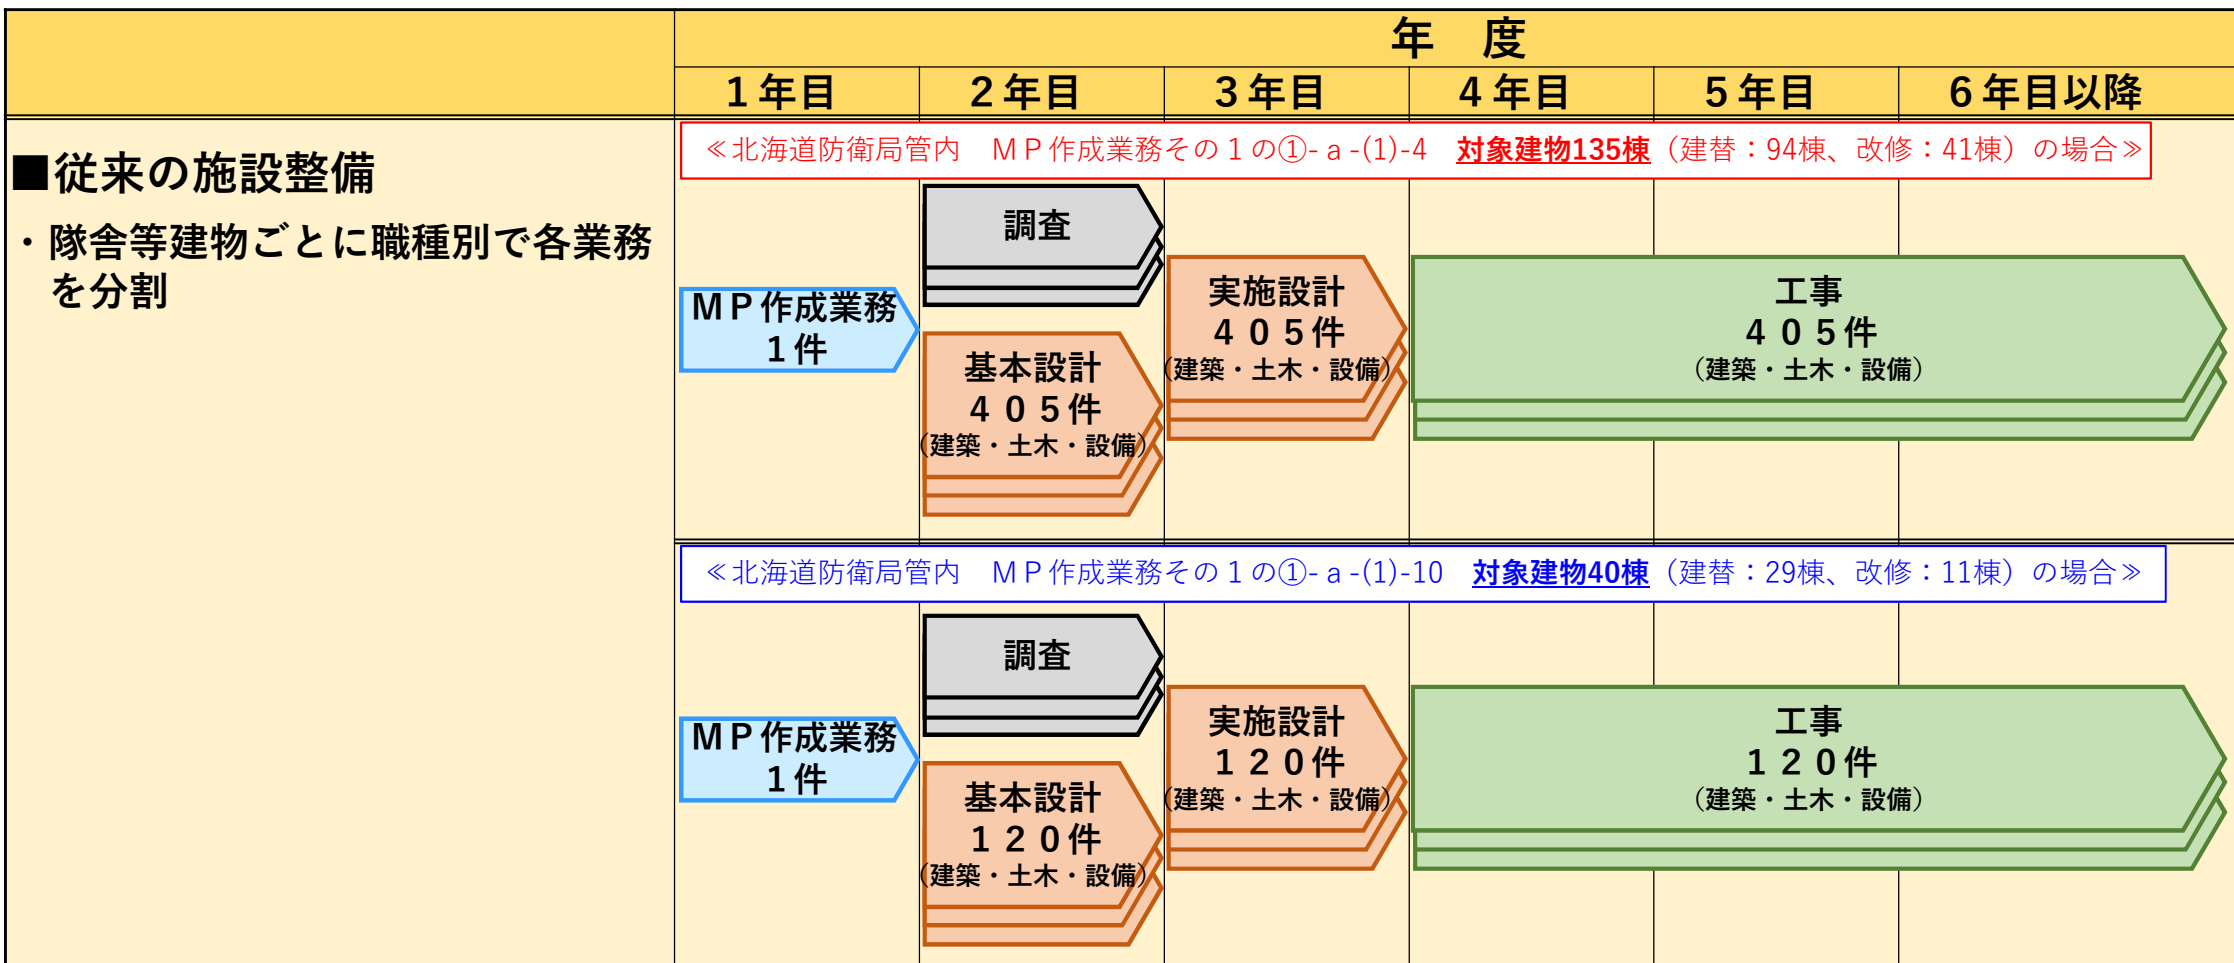 年　度
１年目
２年目
３年目
４年目
５年目
６年目以降
■従来の施設整備
・隊舎等建物ごとに職種別で各業務
を分割
≪北海道防衛局管内　ＭＰ作成業務その１の①-ａ-(1)-4　対象建物135棟（建替：94棟、改修：41棟）の場合≫
調査
ＭＰ作成業務
１件
基本設計
４０５件
（建築・土木・設備）
実施設計
４０５件
（建築・土木・設備）
工事
４０５件
（建築・土木・設備）
≪北海道防衛局管内　ＭＰ作成業務その１の①-ａ-(1)-10　対象建物40棟（建替：29棟、改修：11棟）の場合≫
調査
ＭＰ作成業務
１件
基本設計
１２０件
（建築・土木・設備）
実施設計
１２０件
（建築・土木・設備）
工事
１２０件
（建築・土木・設備）